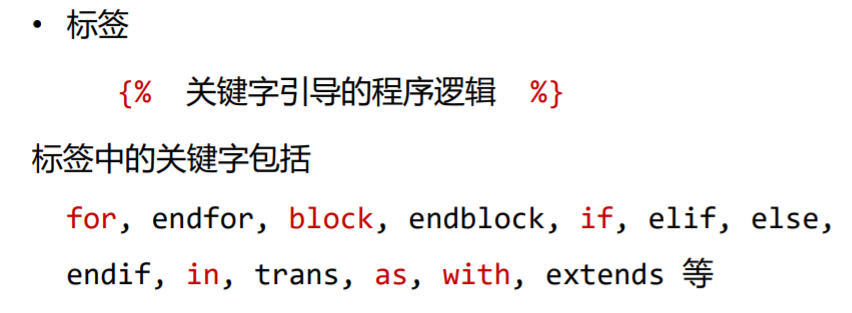 • 标签
{% 关键字引导的程序逻辑 %}
标签中的关键字包括
for, endfor, block, endblock, if, elif, else,
endif, in, trans, as, with, extends 等